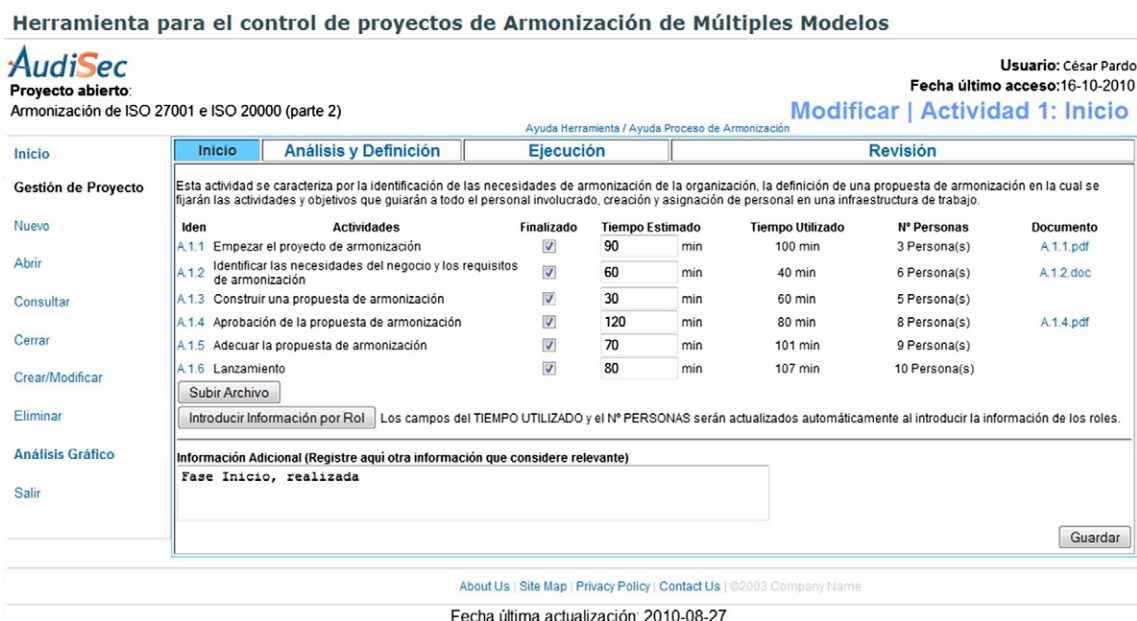 Herramienta para el control de proyectos de Armonización de Múltiples Modelos
AudiSec
Usuario: César Pardo
Proyecto abierto:
Fecha último acceso:16-10-2010
Armonización de ISO 27001 e ISO 20000 (parte 2)
Modificar | Actividad 1: Inicio
Ayuda Herramienta / Ayuda Proceso de Armonización
Inicio
Gestión de Proyecto
Nuevo
Abrir
Consultar
Cerrar
Crear/Modificar
Eliminar
Análisis Gráfico
Salir
Inicio Análisis y Definición Ejecución Revisión
Esta actividad se caracteriza por la identificación de las necesidades de armonización de la organización, la definición de una propuesta de armonización en la cual se
fijarán las actividades y objetivos que guiarán a todo el personal involucrado, creación y asignación de personal en una infraestructura de trabajo.
Iden Actividades Finalizado Tiempo Estimado Tiempo Utilizado Nº Personas Documento
A.1.1 Empezar el proyecto de armonización 90 min 100 min 3 Persona(s) A.1.1.pdf
A.1.2 Identificar las necesidades del negocio y los requisitos
de armonización 60 min 40 min 6 Persona(s) A.1.2.doc
A.1.3 Construir una propuesta de armonización 30 min 60 min 5 Persona(s)
A.1.4 Aprobación de la propuesta de armonización 120 min 80 min 8 Persona(s) A.1.4.pdf
A.1.5 Adecuar la propuesta de armonización 70 min 101 min 9 Persona(s)
A.1.6 Lanzamiento 80 min 107 min 10 Persona(s)
Subir Archivo
Introducir Información por Rol Los campos del TIEMPO UTILIZADO y el Nº PERSONAS serán actualizados automáticamente al introducir la información de los roles.
Información Adicional (Registre aquí otra información que considere relevante)
Fase Inicio, realizada
Guardar
About Us | Site Map | Privacy Policy | Contact Us | ©2003 Company Name
Fecha última actualización: 2010-08-27